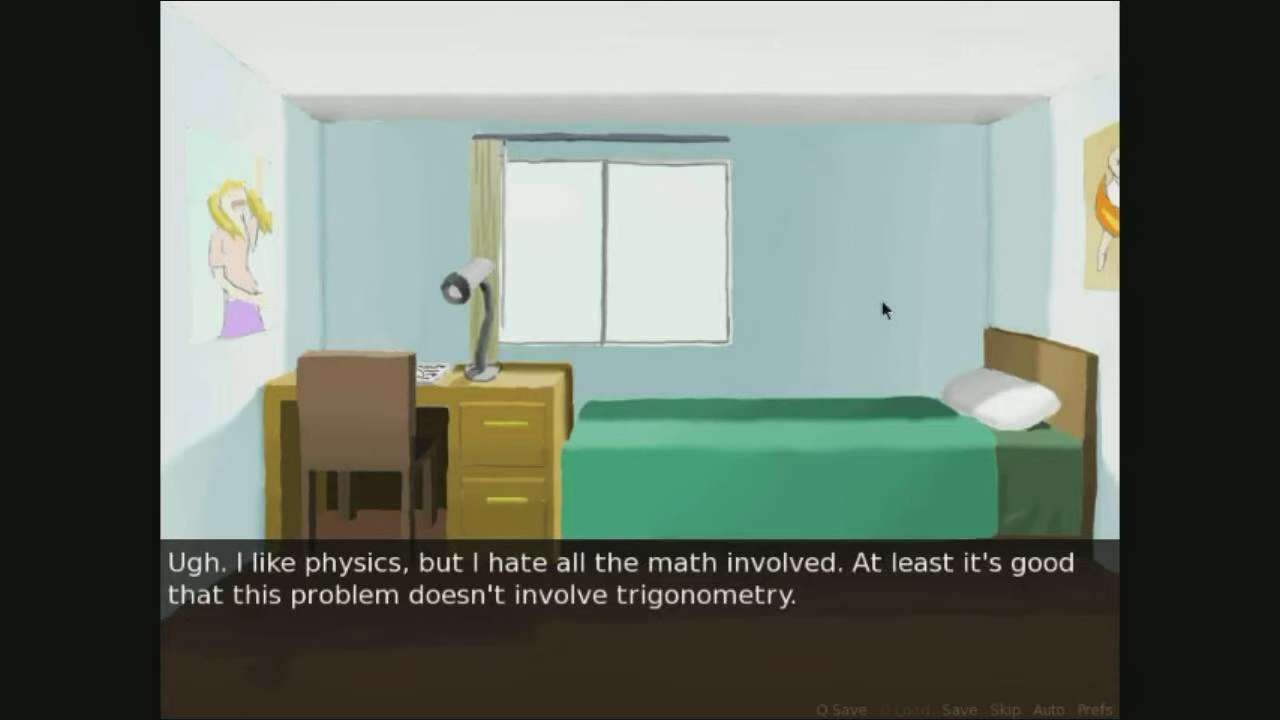 Ugh. I like physics, but I hate all the math involved. At least it's good
that this problem doesn't involve trigonometry.
Q Save Q Load Save Skip Auto Prefs